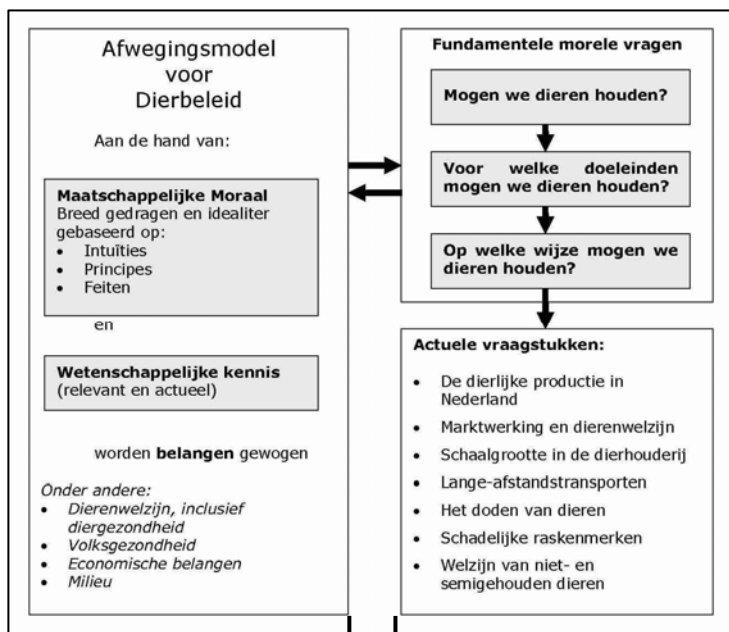 Afwegingsmodel
voor
Dierbeleid
Aan de hand van:
Maatschappelijke Moraal
Breed gedragen en idealiter
gebaseerd op:
• Intuïties
• Principes
• Feiten
en
Wetenschappelijke kennis
(relevant en actueel)
worden belangen gewogen
Onder andere:
• Dierenwelzijn, inclusief
diergezondheid
• Volksgezondheid
• Economische belangen
• Milieu
Fundamentele morele vragen
Mogen we dieren houden?
Voor welke doeleinden
mogen we dieren houden?
Op welke wijze mogen we
dieren houden?
Actuele vraagstukken:
• De dierlijke productie in
Nederland
• Marktwerking en dierenwelzijn
• Schaalgrootte in de dierhouderij
• Lange-afstandstransporten
• Het doden van dieren
• Schadelijke raskenmerken
• Welzijn van niet- en
semigehouden dieren